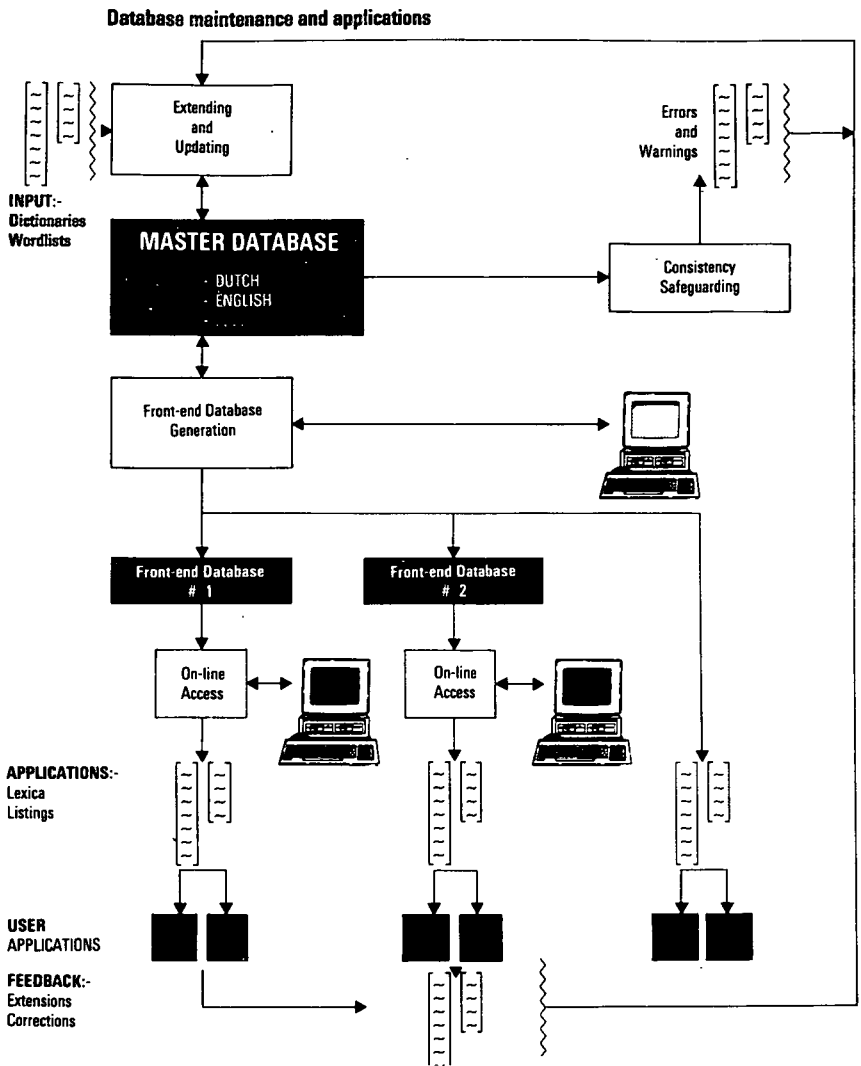 Database maintenance and applications
Extending
and
Updating
Errors
and
Warnings
INPUT:-
Dictionaries
Wordlists
MASTER DATABASE
- DUTCH
- ENGLISH
- ....
Consistency
Safeguarding
Front-end Database
Generation
Front-end Database
# 1
Front-end Database
# 2
On-line
Access
On-line
Access
APPLICATIONS:-
Lexica
Listings
USER
APPLICATIONS
FEEDBACK:-
Extensions
Corrections